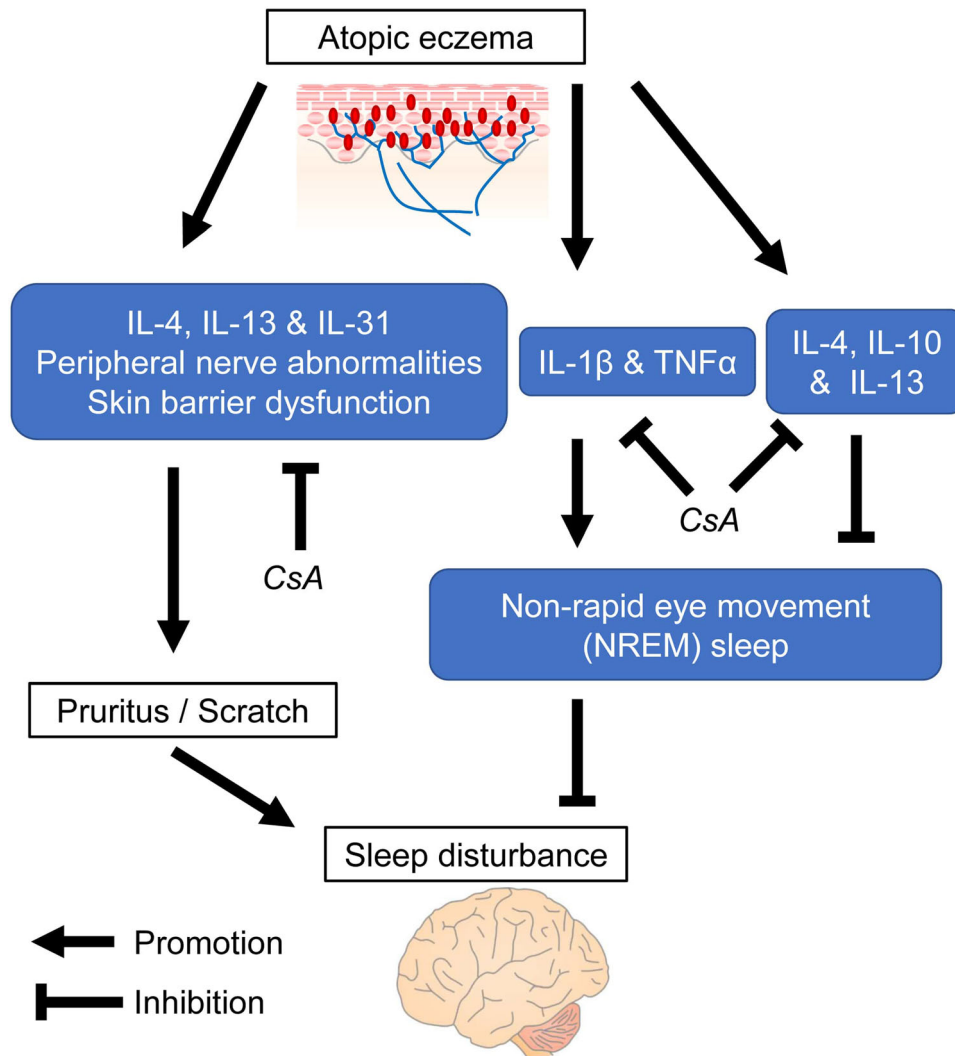 Atopic eczema
IL-4, IL-13 & IL-31
Peripheral nerve abnormalities
Skin barrier dysfunction
IL-1β & TNFα
IL-4, IL-10
& IL-13
CsA
CsA
Non-rapid eye movement
(NREM) sleep
Pruritus / Scratch
Sleep disturbance
Promotion
Inhibition